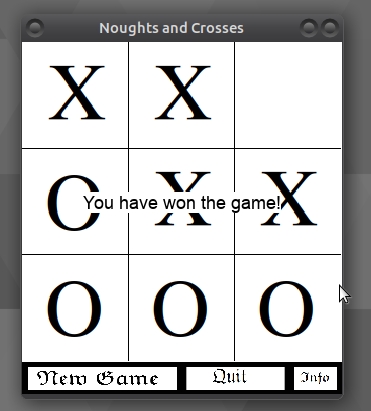 Noughts and Crosses
X X
O X X
You have won the game!
O O O
New Game Quit Info